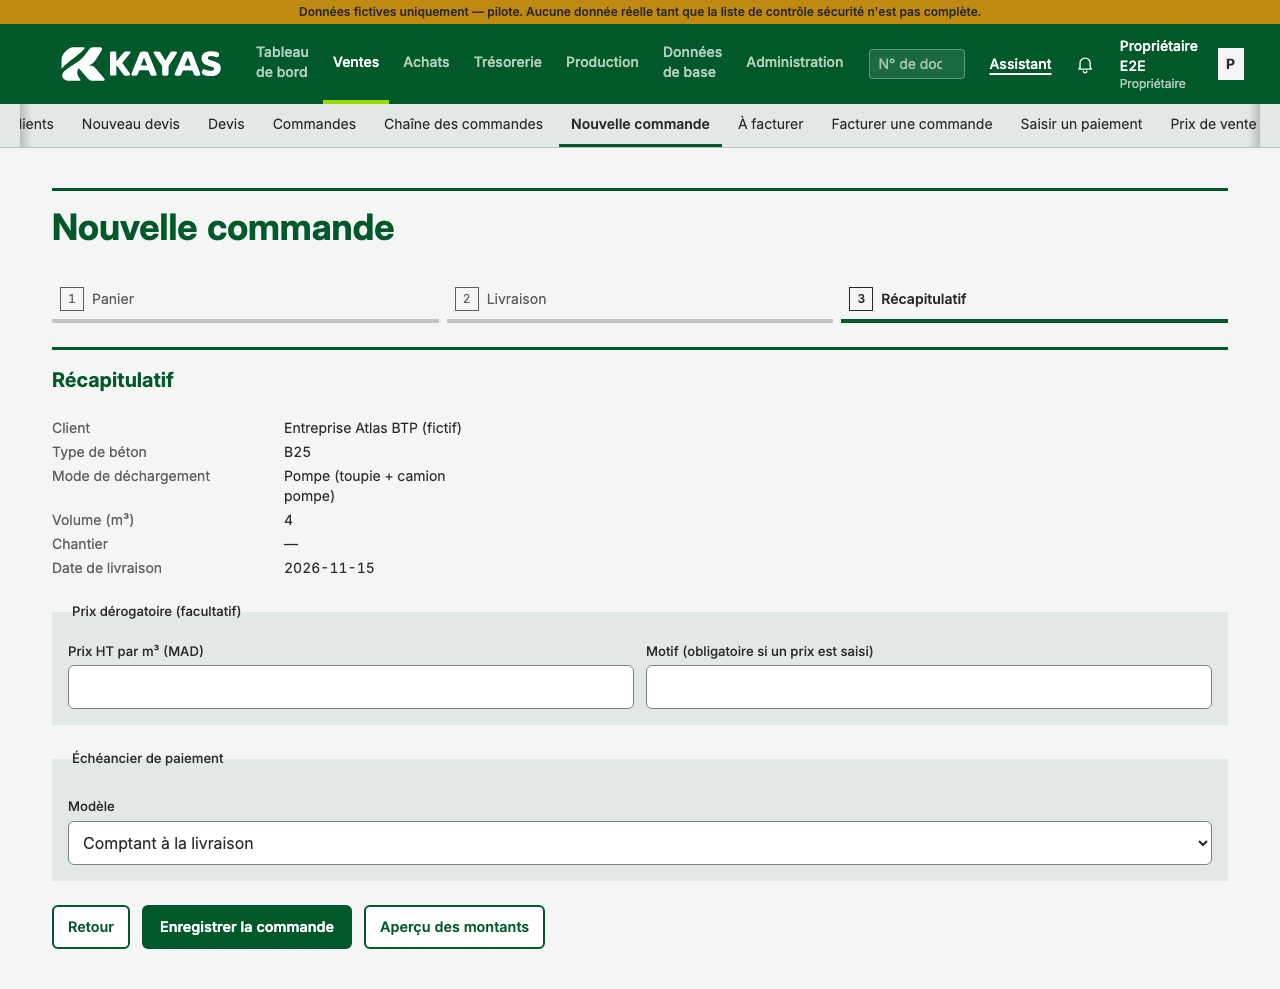 Données fictives uniquement — pilote. Aucune donnée réelle tant que la liste de contrôle sécurité n'est pas complète.
KAYAS
Tableau de bord
Ventes
Achats
Trésorerie
Production
Données de base
Administration
N° de doc
Assistant
Propriétaire E2E
Propriétaire
P
lients
Nouveau devis
Devis
Commandes
Chaîne des commandes
Nouvelle commande
À facturer
Facturer une commande
Saisir un paiement
Prix de vente
Nouvelle commande
1 Panier
2 Livraison
3 Récapitulatif
Récapitulatif
Client Entreprise Atlas BTP (fictif)
Type de béton B25
Mode de déchargement Pompe (toupie + camion
pompe)
Volume (m³) 4
Chantier —
Date de livraison 2026-11-15
Prix dérogatoire (facultatif)
Prix HT par m³ (MAD)
Motif (obligatoire si un prix est saisi)
Échéancier de paiement
Modèle
Comptant à la livraison
Retour
Enregistrer la commande
Aperçu des montants